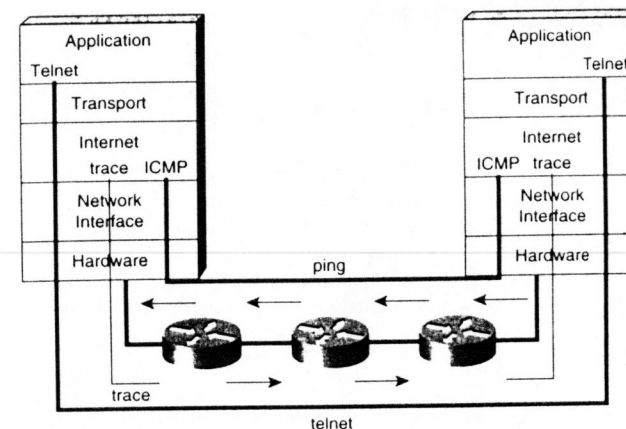 Application
Telnet
Transport
Internet
trace ICMP
Network
Interface
Hardware
Application
Telnet
Transport
Internet
ICMP trace
Network
Interface
Hardware
ping
trace
telnet